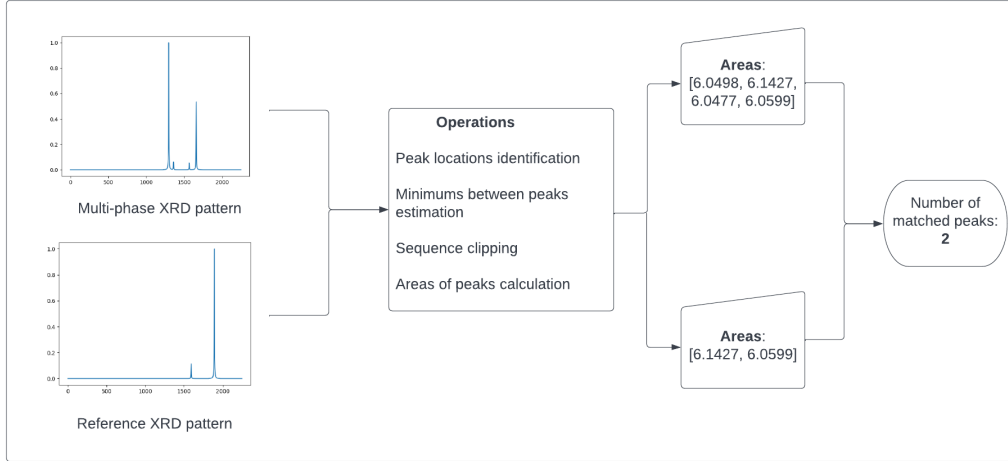 1.0
0.8
0.6
0.4
0.2
0.0
0
500
1000
1500
2000
Multi-phase XRD pattern
1.0
0.8
0.6
0.4
0.2
0.0
0
500
1000
1500
2000
Reference XRD pattern
Operations
Peak locations identification
Minimums between peaks
estimation
Sequence clipping
Areas of peaks calculation
Areas:
[6.0498, 6.1427,
6.0477, 6.0599]
Areas:
[6.1427, 6.0599]
Number of
matched peaks:
2